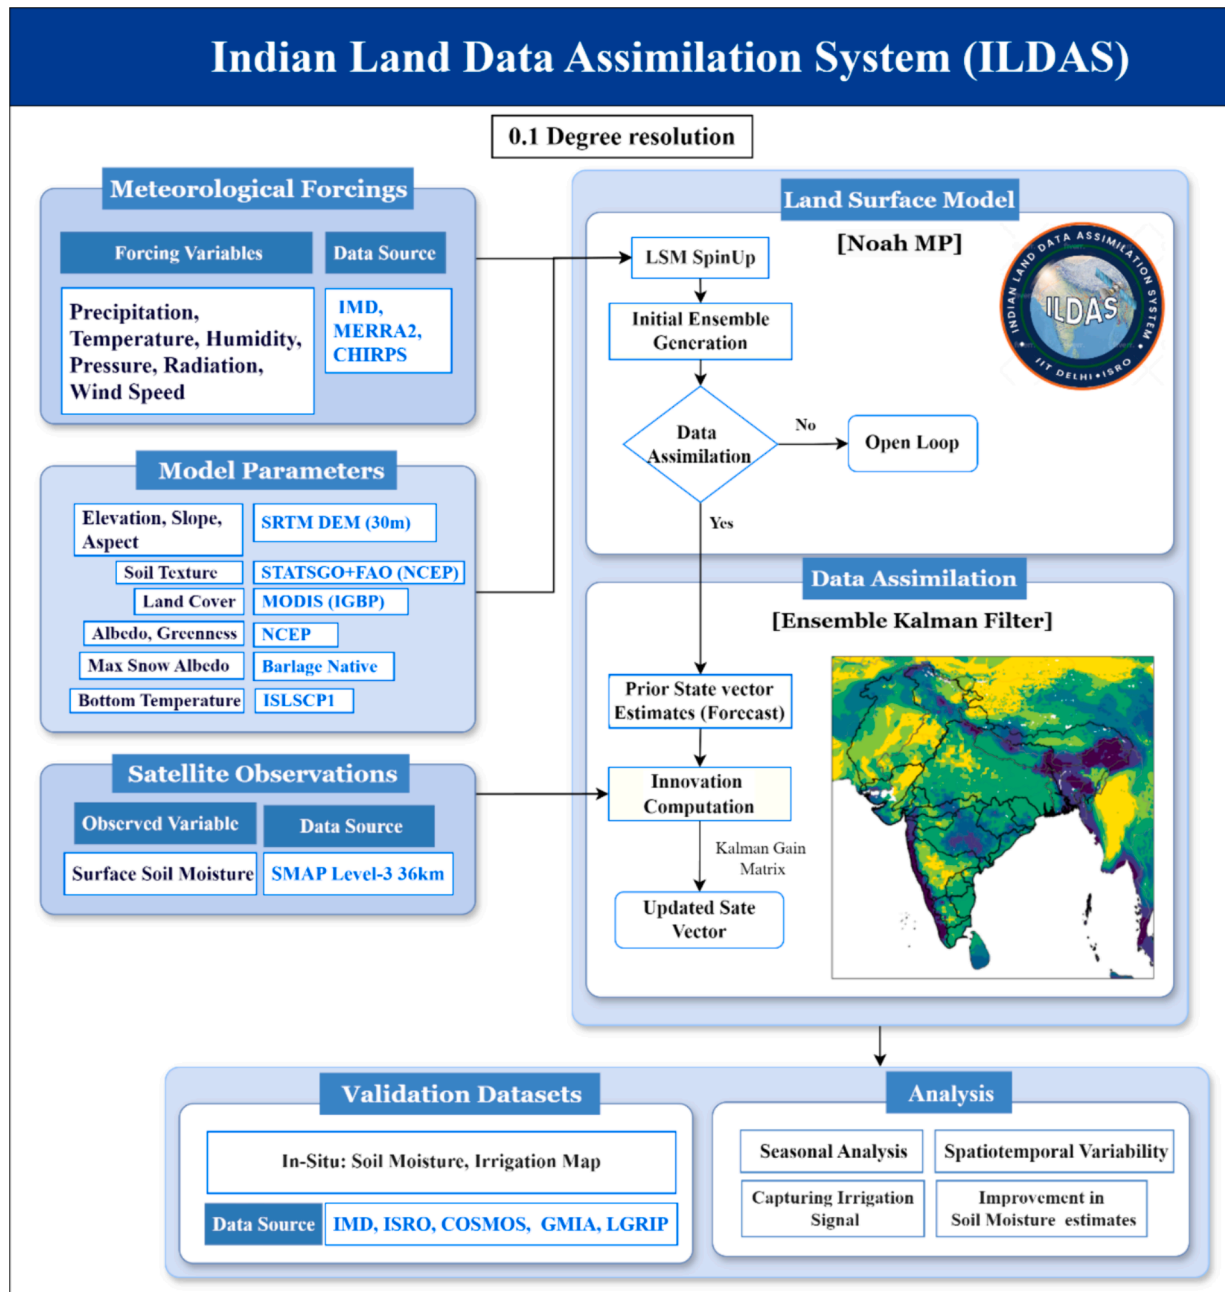 Indian Land Data Assimilation System (ILDAS)
0.1 Degree resolution
Meteorological Forcings
Forcing Variables
Data Source
Precipitation,
Temperature, Humidity,
Pressure, Radiation,
Wind Speed
IMD,
MERRA2,
CHIRPS
Model Parameters
Elevation, Slope,
Aspect
SRTM DEM (30m)
Soil Texture
STATSGO+FAO (NCEP)
Land Cover
MODIS (IGBP)
Albedo, Greenness
NCEP
Max Snow Albedo
Barlage Native
Bottom Temperature
ISLSCP1
Satellite Observations
Observed Variable
Data Source
Surface Soil Moisture
SMAP Level-3 36km
Land Surface Model
[Noah MP]
LSM SpinUp
Initial Ensemble
Generation
Data
Assimilation
No
Open Loop
Yes
INDIAN LAND DATA ASSIMILATION SYSTEM
ILDAS
IIT DELHI • ISRO
Data Assimilation
[Ensemble Kalman Filter]
Prior State vector
Estimates (Forecast)
Innovation
Computation
Kalman Gain
Matrix
Updated Sate
Vector
Validation Datasets
In-Situ: Soil Moisture, Irrigation Map
Data Source
IMD, ISRO, COSMOS, GMIA, LGRIP
Analysis
Seasonal Analysis
Spatiotemporal Variability
Capturing Irrigation
Signal
Improvement in
Soil Moisture estimates